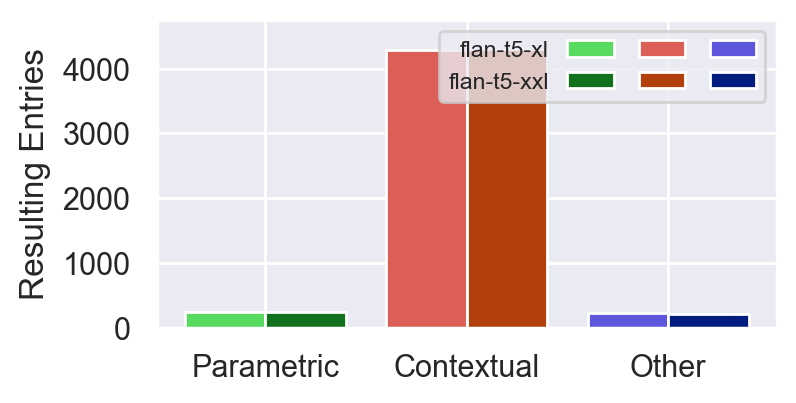 Resulting Entries
4000
3000
2000
1000
0
flan-t5-xl
flan-t5-xxl
Parametric
Contextual
Other